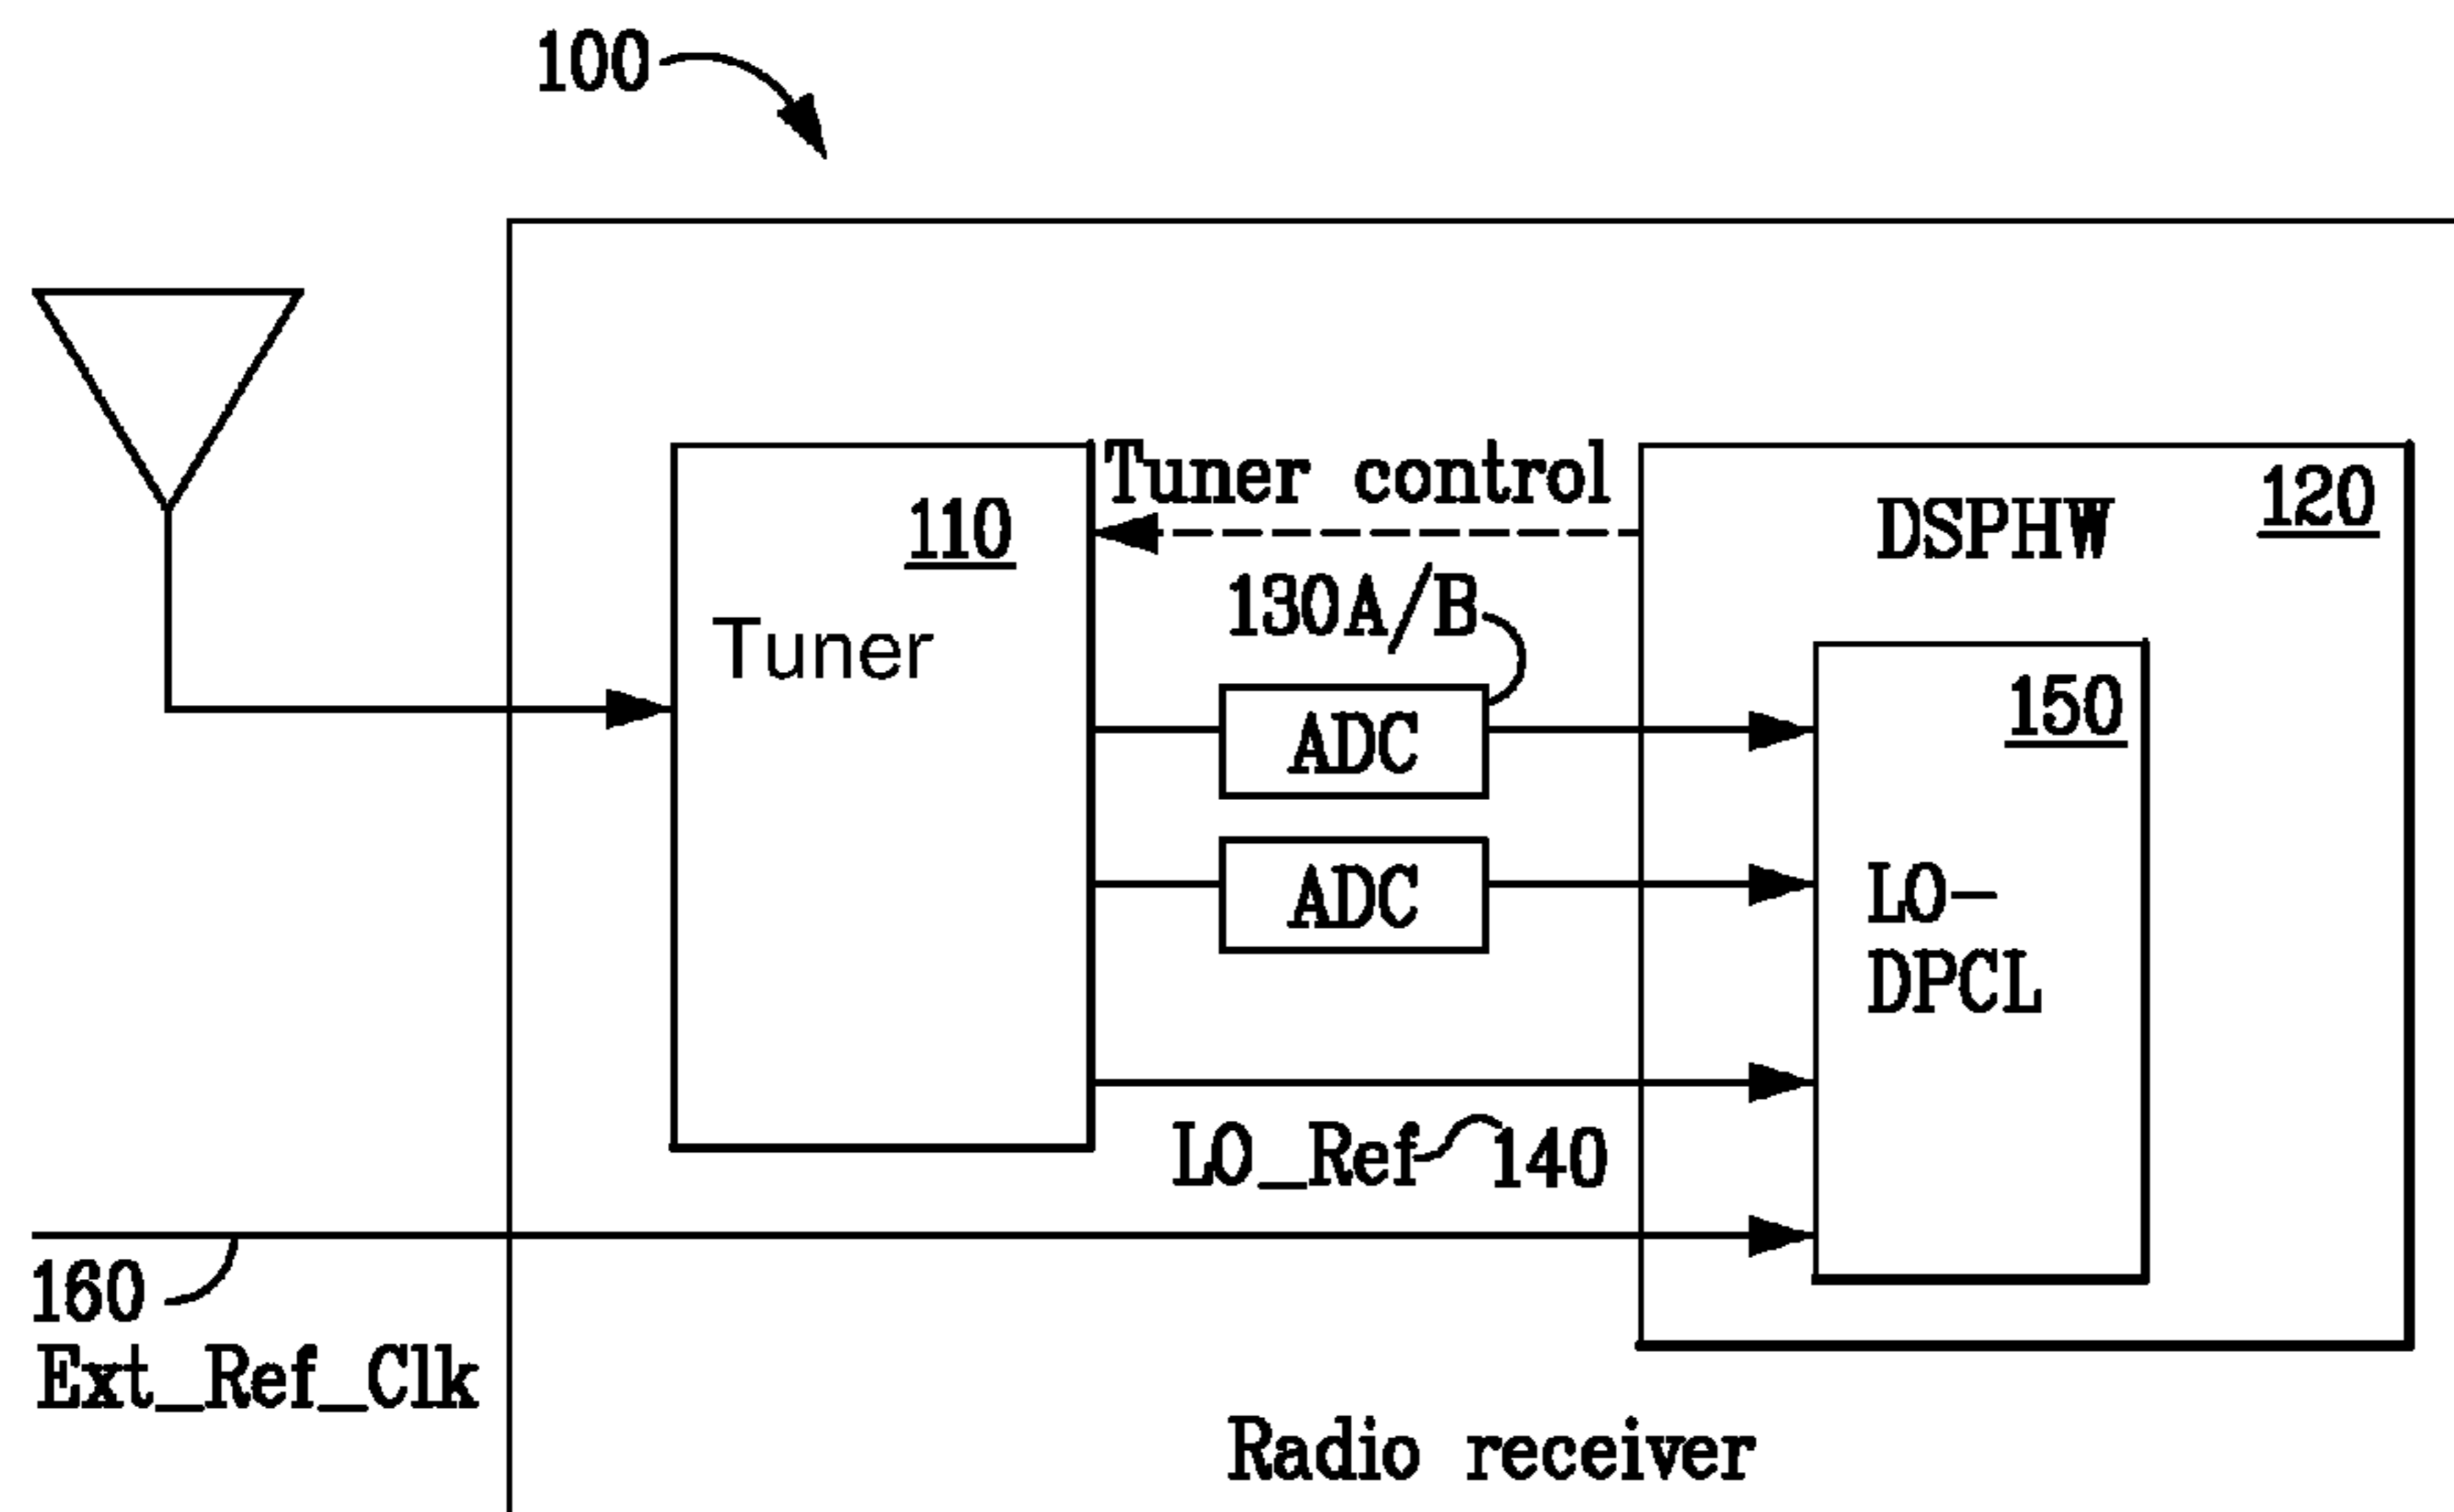 100
Tuner control
120
DSPHW
110
130A/B
Tuner
150
ADC
ADC
LO-
DPCL
LO_Ref 140
160
Ext_Ref_Clk
Radio receiver